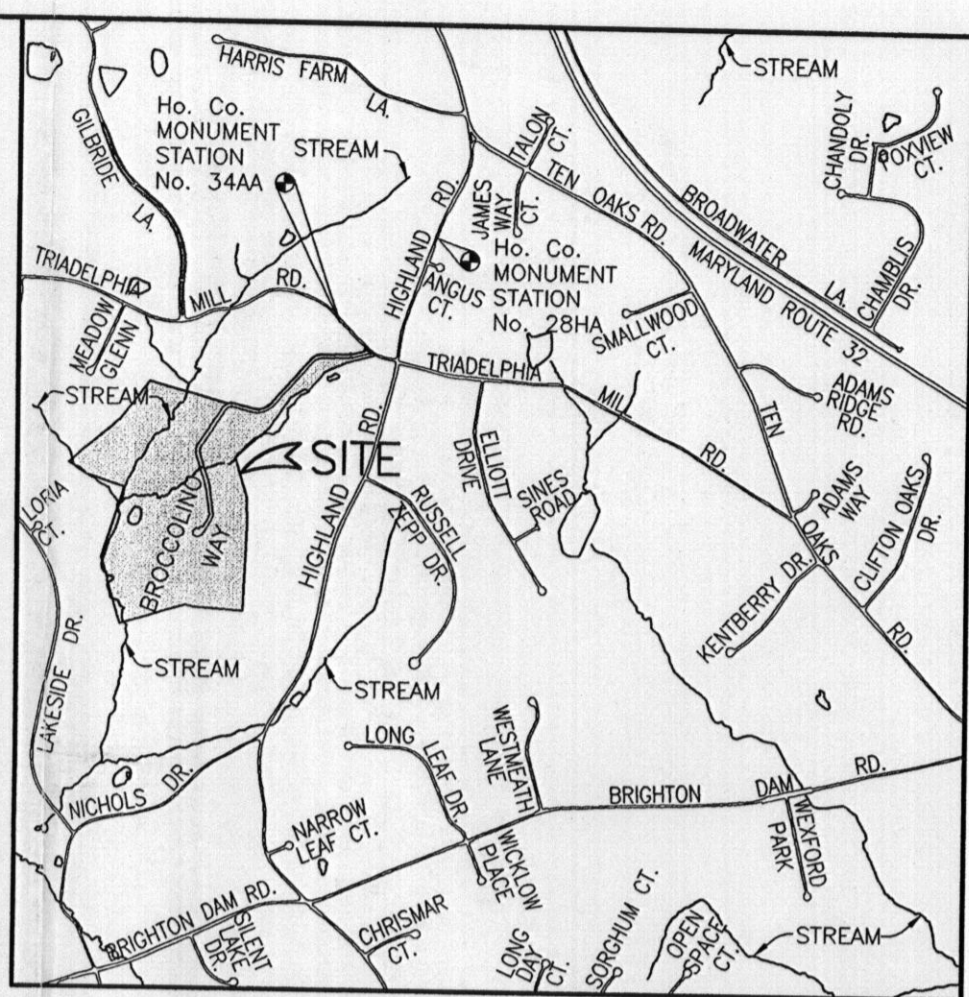 HARRIS FARM
LA.
STREAM
Ho. Co.
MONUMENT
STATION
No. 34AA
STREAM
GILBRIDE
LA.
TALON
CT.
CHANDOLY
DR.
FOXVIEW
CT.
HIGHLAND
RD.
JAMES
WAY
CT.
TEN
OAKS RD.
BROADWATER
LA.
MARYLAND ROUTE 32
CHAMBLIS
DR.
Ho. Co.
MONUMENT
STATION
No. 28HA
ANGUS
CT.
TRIADELPHIA
MILL
RD.
MEADOW
GLENN
SMALLWOOD
CT.
TRIADELPHIA
MILL
RD.
ADAMS
RIDGE RD.
STREAM
SITE
HIGHLAND
RD.
ELLIOTT
DRIVE
SINES
ROAD
RUSSELL
ZEPP DR.
TEN
OAKS
RD.
ADAMS
WAY
CLIFTON OAKS
DR.
KENTBERRY DR.
LORIA
CT.
BROCCOLINO
WAY
LAKESIDE DR.
STREAM
STREAM
NICHOLS DR.
LONG
LEAF DR.
WESTMEATH
LANE
BRIGHTON DAM RD.
NARROW
LEAF CT.
WICKLOW
PLACE
WEXFORD
PARK
BRIGHTON DAM RD.
SILENT
LAKE
DR.
CHRISMAR
CT.
LONG
DAY
CT.
SORGHUM CT.
OPEN
SPACE
CT.
STREAM